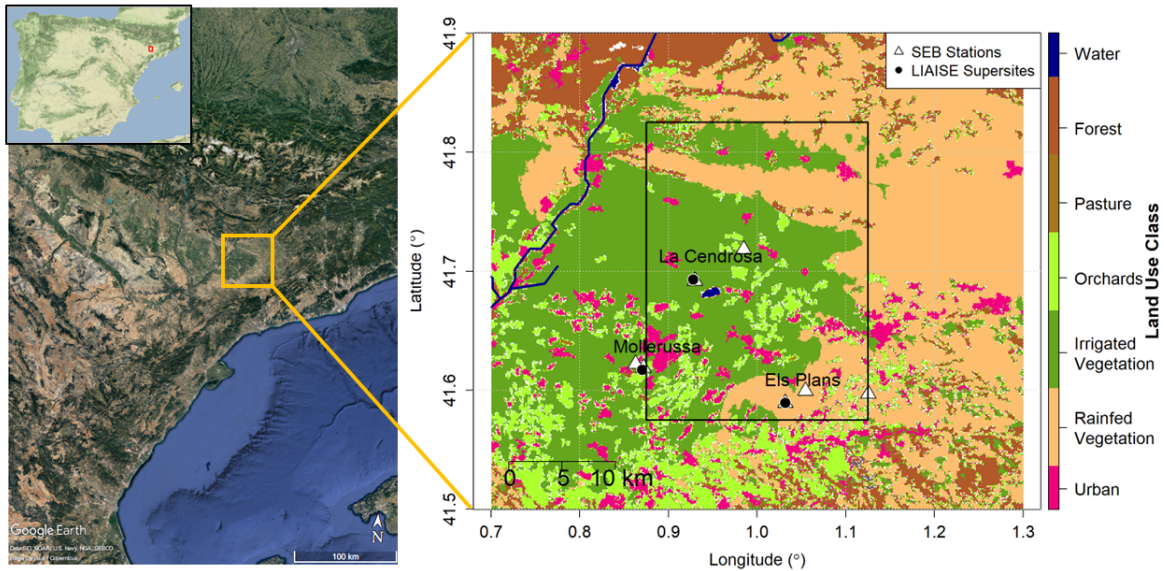 Google Earth
Data SIO, NOAA, U.S. Navy, NGA, GEBCO
N
100 km
41.9
41.8
41.7
41.6
41.5
Latitude (°)
0.7
0.8
0.9
1.0
1.1
1.2
1.3
Longitude (°)
SEB Stations
LIAISE Supersites
La Cendrosa
Mollerussa
Els Plans
0 5 10 km
Water
Forest
Pasture
Orchards
Irrigated
Vegetation
Rainfed
Vegetation
Urban
Land Use Class